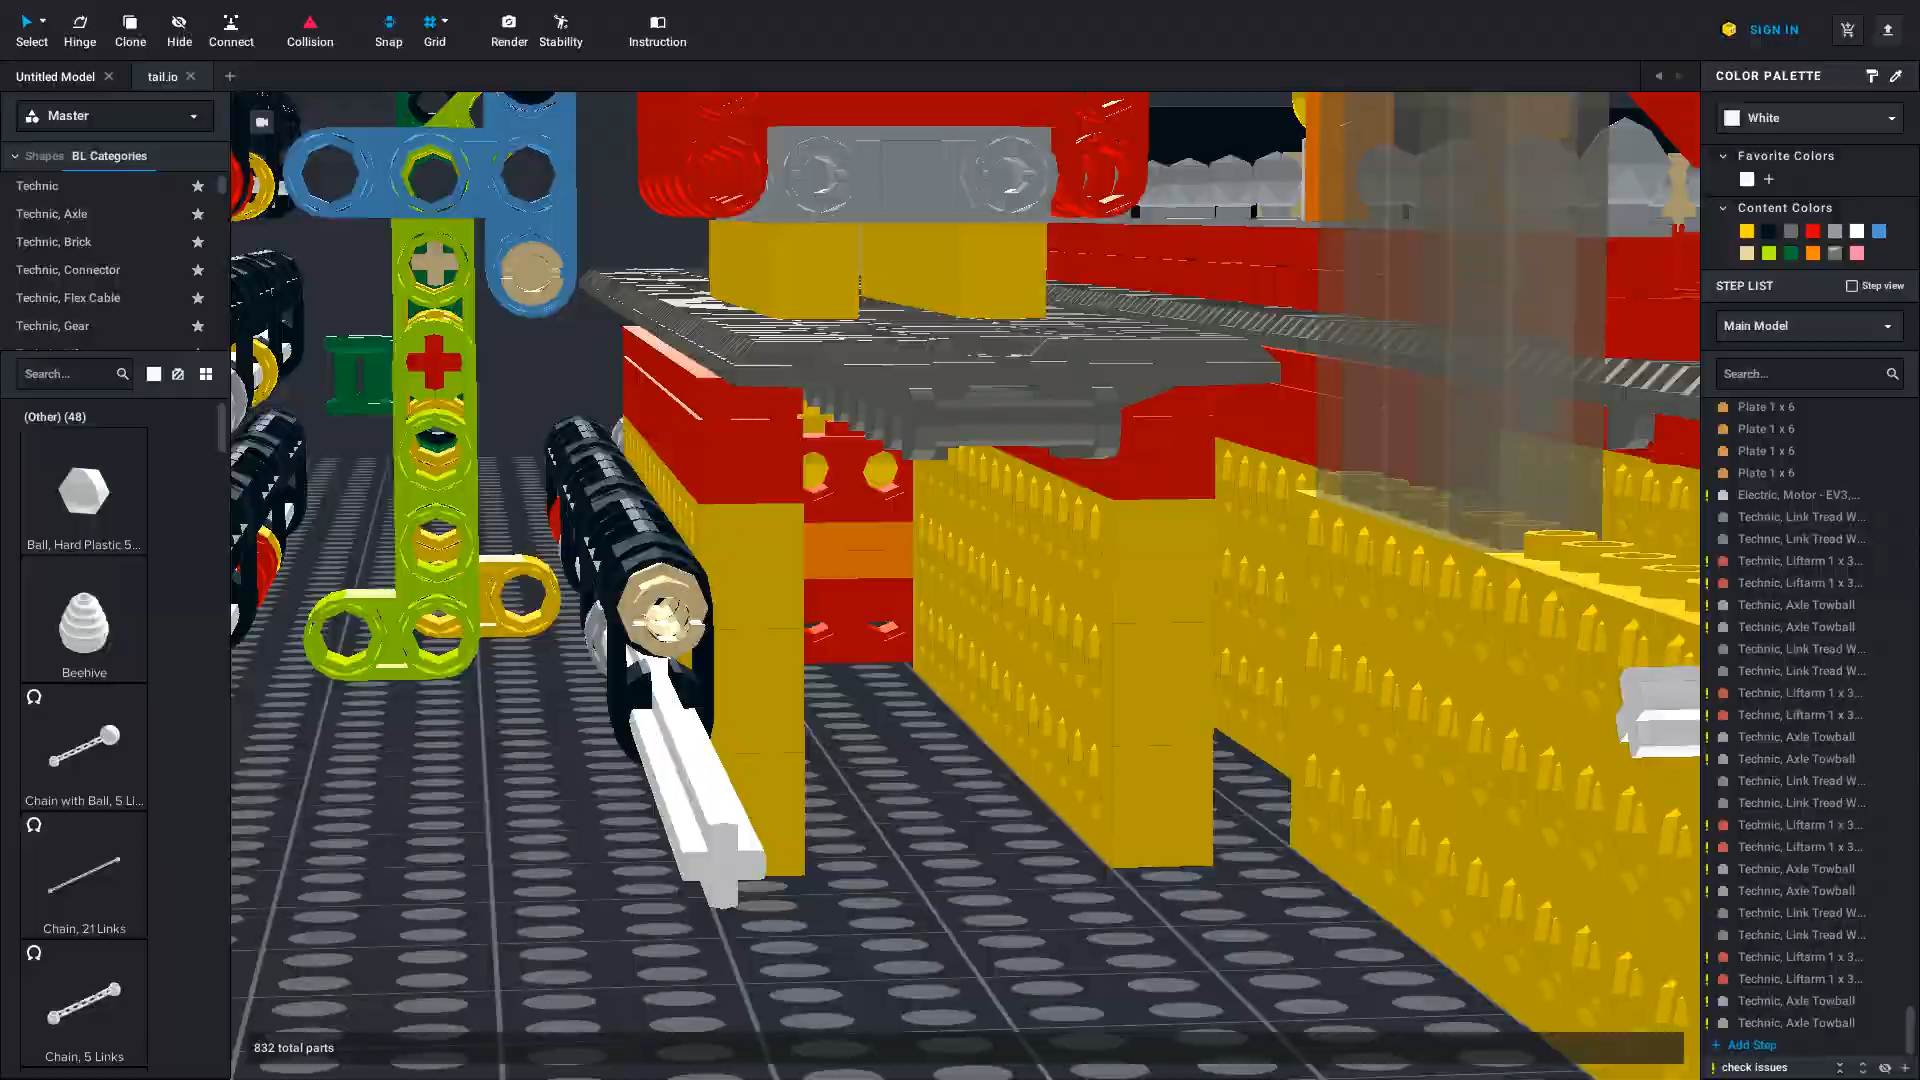 Select
Hinge
Clone
Hide
Connect
Collision
Snap
Grid
Render
Stability
Instruction
SIGN IN
Untitled Model
tail.io
COLOR PALETTE
Master
White
Shapes
BL Categories
Favorite Colors
Technic
Technic, Axle
Technic, Brick
Technic, Connector
Technic, Flex Cable
Technic, Gear
Content Colors
STEP LIST
Step view
Main Model
Search...
Search...
(Other) (48)
Ball, Hard Plastic 5...
Beehive
Chain with Ball, 5 Li...
Chain, 21 Links
Chain, 5 Links
832 total parts
Plate 1 x 6
Plate 1 x 6
Plate 1 x 6
Plate 1 x 6
Electric, Motor - EV3,...
Technic, Link Tread W...
Technic, Link Tread W...
Technic, Liftarm 1 x 3...
Technic, Liftarm 1 x 3...
Technic, Axle Towball
Technic, Axle Towball
Technic, Link Tread W...
Technic, Link Tread W...
Technic, Liftarm 1 x 3...
Technic, Liftarm 1 x 3...
Technic, Axle Towball
Technic, Axle Towball
Technic, Link Tread W...
Technic, Link Tread W...
Technic, Liftarm 1 x 3...
Technic, Liftarm 1 x 3...
Technic, Axle Towball
Technic, Axle Towball
Technic, Link Tread W...
Technic, Link Tread W...
Technic, Liftarm 1 x 3...
Technic, Liftarm 1 x 3...
Technic, Axle Towball
Technic, Axle Towball
+ Add Step
! check issues